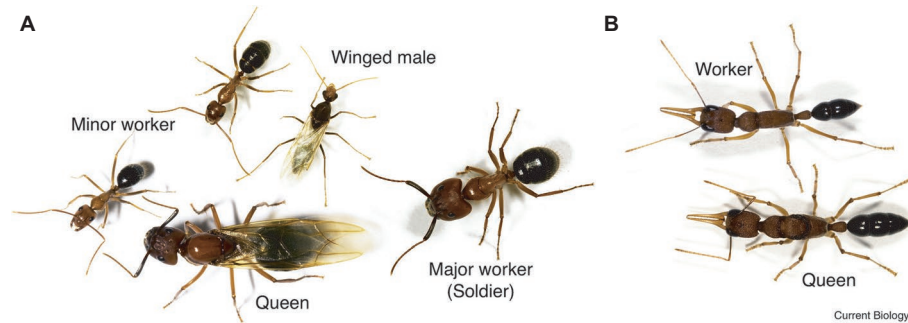 A
Winged male
Minor worker
Queen
Major worker
(Soldier)
B
Worker
Queen
Current Biology